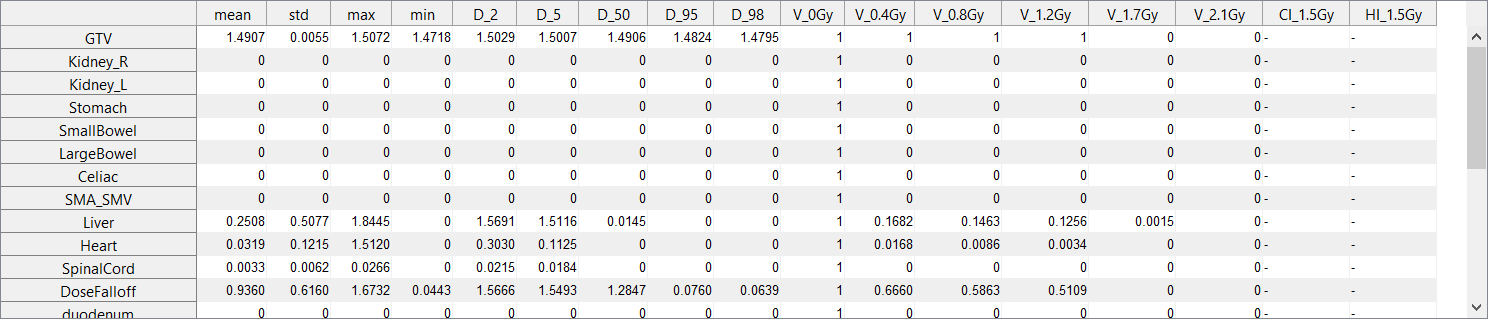 mean std max min D_2 D_5 D_50 D_95 D_98 V_0Gy V_0.4Gy V_0.8Gy V_1.2Gy V_1.7Gy V_2.1Gy CI_1.5Gy HI_1.5Gy
GTV 1.4907 0.0055 1.5072 1.4718 1.5029 1.5007 1.4906 1.4824 1.4795 1 1 1 1 0 0 - -
Kidney_R 0 0 0 0 0 0 0 0 0 1 0 0 0 0 0 - -
Kidney_L 0 0 0 0 0 0 0 0 0 1 0 0 0 0 0 - -
Stomach 0 0 0 0 0 0 0 0 0 1 0 0 0 0 0 - -
SmallBowel 0 0 0 0 0 0 0 0 0 1 0 0 0 0 0 - -
LargeBowel 0 0 0 0 0 0 0 0 0 1 0 0 0 0 0 - -
Celiac 0 0 0 0 0 0 0 0 0 1 0 0 0 0 0 - -
SMA_SMV 0 0 0 0 0 0 0 0 0 1 0 0 0 0 0 - -
Liver 0.2508 0.5077 1.8445 0 1.5691 1.5116 0.0145 0 0 1 0.1682 0.1463 0.1256 0.0015 0 - -
Heart 0.0319 0.1215 1.5120 0 0.3030 0.1125 0 0 0 1 0.0168 0.0086 0.0034 0 0 - -
SpinalCord 0.0033 0.0062 0.0266 0 0.0215 0.0184 0 0 0 1 0 0 0 0 0 - -
DoseFalloff 0.9360 0.6160 1.6732 0.0443 1.5666 1.5493 1.2847 0.0760 0.0639 1 0.6660 0.5863 0.5109 0 0 - -
duodenum 0 0 0 0 0 0 0 0 0 1 0 0 0 0 0 - -